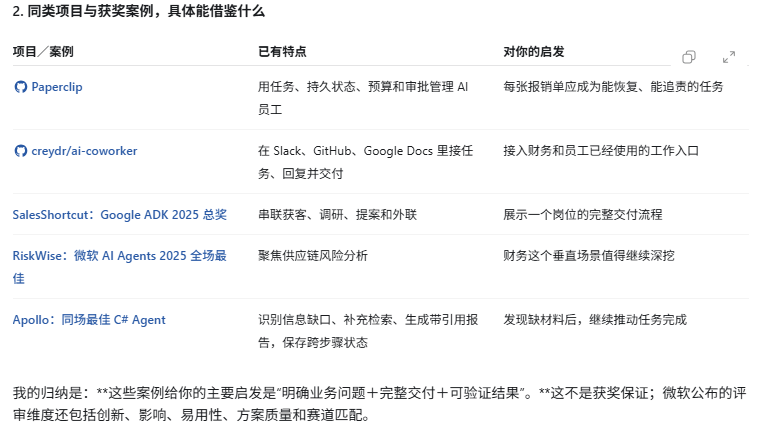 2. 同类项目与获奖案例，具体能借鉴什么
项目／案例 已有特点 对你的启发
Paperclip 用任务、持久状态、预算和审批管理 AI 每张报销单应成为能恢复、能追责的任务
员工
creydr/ai-coworker 在 Slack、GitHub、Google Docs 里接任 接入财务和员工已经使用的工作入口
务、回复并交付
SalesShortcut：Google ADK 2025 总奖 串联获客、调研、提案和外联 展示一个岗位的完整交付流程
RiskWise：微软 AI Agents 2025 全场最 聚焦供应链风险分析 财务这个垂直场景值得继续深挖
佳
Apollo：同场最佳 C# Agent 识别信息缺口、补充检索、生成带引用报 发现缺材料后，继续推动任务完成
告，保存跨步骤状态
我的归纳是：**这些案例给你的主要启发是“明确业务问题＋完整交付＋可验证结果”。**这不是获奖保证；微软公布的评
审维度还包括创新、影响、易用性、方案质量和赛道匹配。